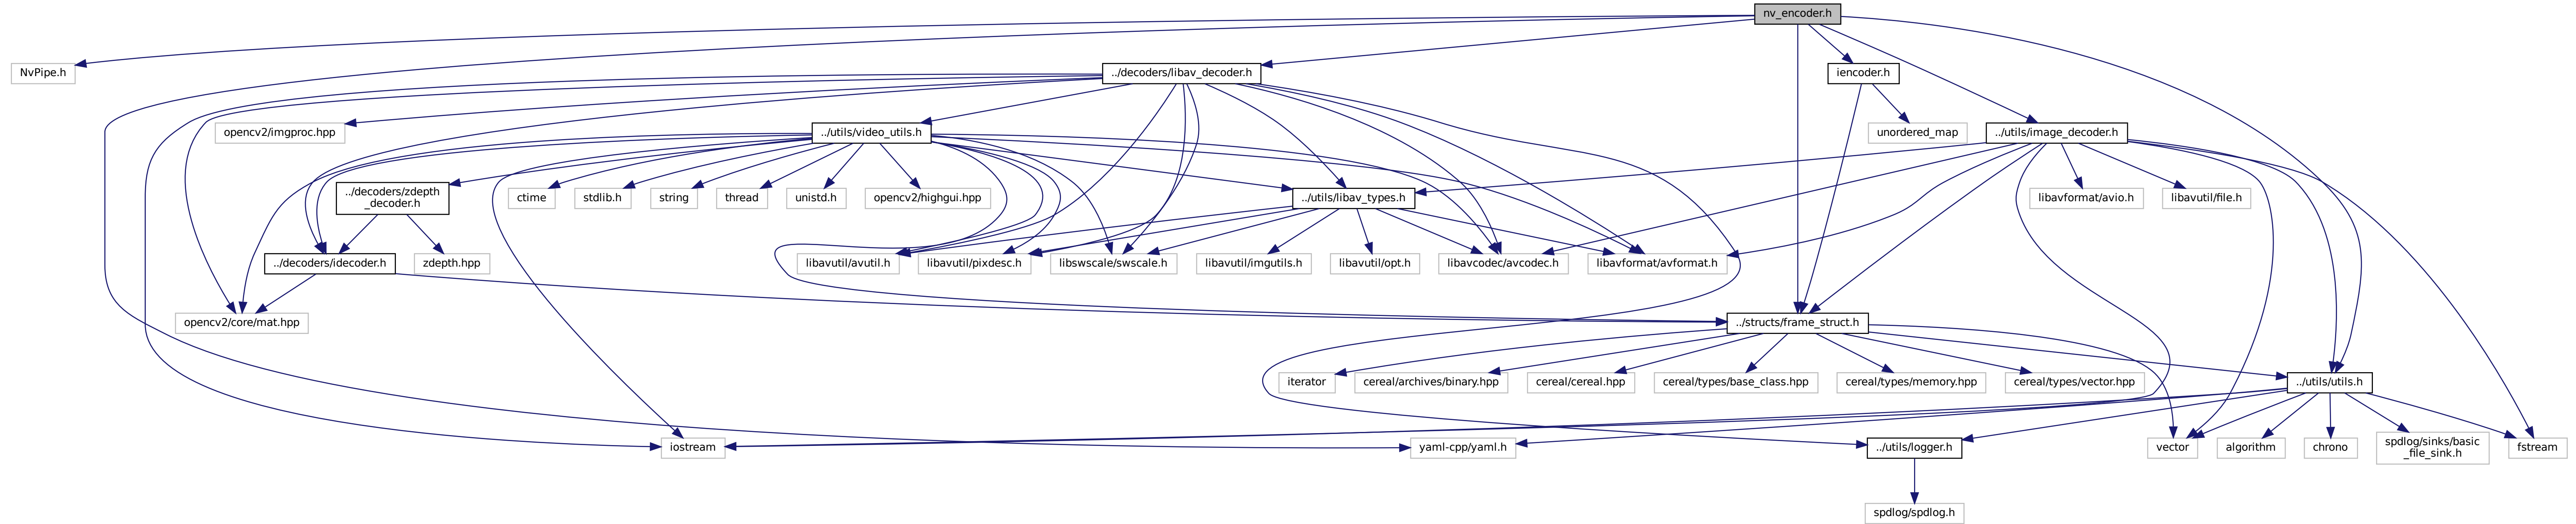 nv_encoder.h
NvPipe.h
../decoders/libav_decoder.h
iencoder.h
opencv2/imgproc.hpp
../utils/video_utils.h
unordered_map
../utils/image_decoder.h
../decoders/zdepth
_decoder.h
ctime
stdlib.h
string
thread
unistd.h
opencv2/highgui.hpp
../utils/libav_types.h
libavformat/avio.h
libavutil/file.h
../decoders/idecoder.h
zdepth.hpp
libavutil/avutil.h
libavutil/pixdesc.h
libswscale/swscale.h
libavutil/imgutils.h
libavutil/opt.h
libavcodec/avcodec.h
libavformat/avformat.h
opencv2/core/mat.hpp
../structs/frame_struct.h
iterator
cereal/archives/binary.hpp
cereal/cereal.hpp
cereal/types/base_class.hpp
cereal/types/memory.hpp
cereal/types/vector.hpp
../utils/utils.h
iostream
yaml-cpp/yaml.h
../utils/logger.h
vector
algorithm
chrono
spdlog/sinks/basic
_file_sink.h
fstream
spdlog/spdlog.h